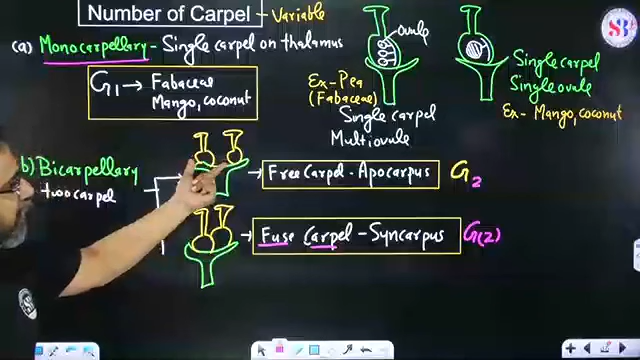 Number of Carpel - Variable
(a) Monocarpellary - Single carpel on thalamus
G1 → Fabaceae
Mango, coconut
ovule
Ex - Pea
(Fabaceae)
Single carpel
Multiovule
Single carpel
Single ovule
Ex - Mango, coconut
b) Bicarpellary
two carpel
Free Carpel - Apocarpus G2
Fuse Carpel - Syncarpus G(2)
SB